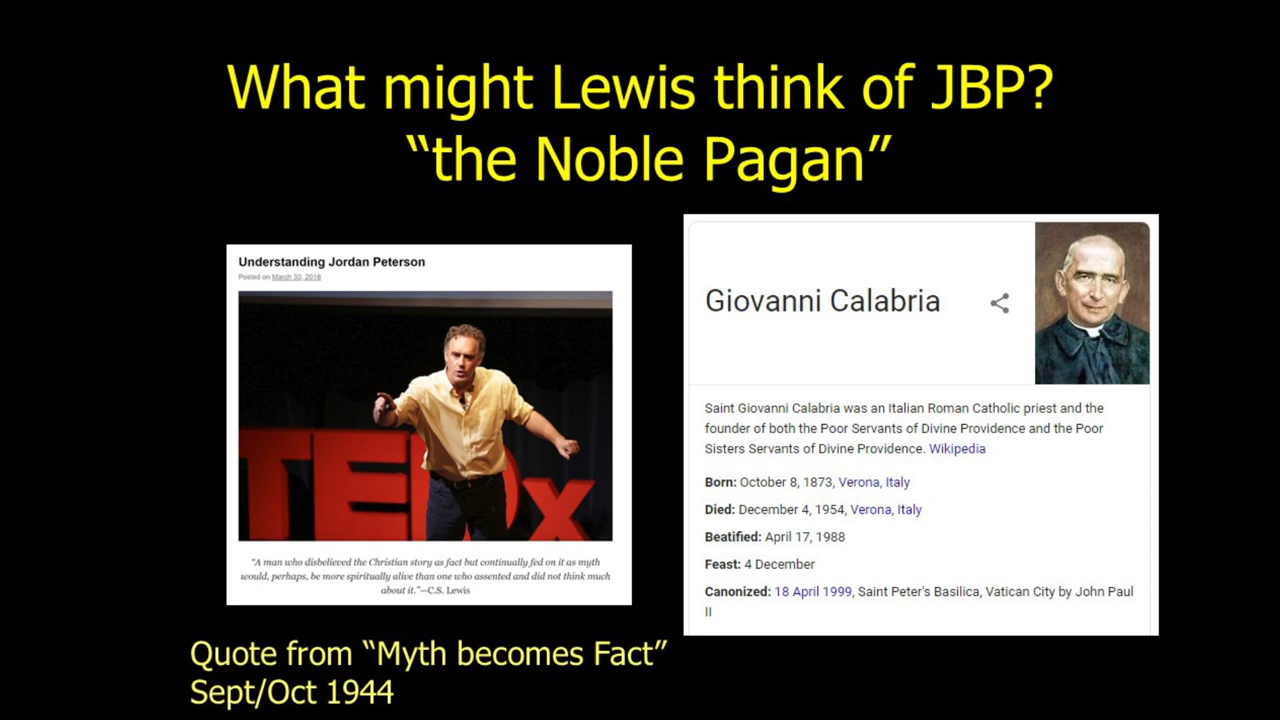 What might Lewis think of JBP?
“the Noble Pagan”
Understanding Jordan Peterson
Posted on March 30, 2018
TEDx
“A man who disbelieved the Christian story as fact but continually fed on it as myth
would, perhaps, be more spiritually alive than one who assented and did not think much
about it.”—C.S. Lewis
Quote from “Myth becomes Fact”
Sept/Oct 1944
Giovanni Calabria
Saint Giovanni Calabria was an Italian Roman Catholic priest and the
founder of both the Poor Servants of Divine Providence and the Poor
Sisters Servants of Divine Providence. Wikipedia
Born: October 8, 1873, Verona, Italy
Died: December 4, 1954, Verona, Italy
Beatified: April 17, 1988
Feast: 4 December
Canonized: 18 April 1999, Saint Peter's Basilica, Vatican City by John Paul
II